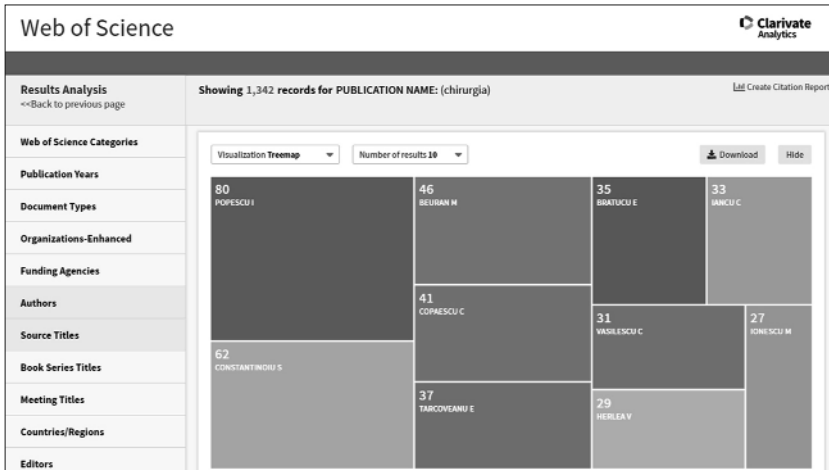 Web of Science
Clarivate
Analytics
Results Analysis
<<Back to previous page
Showing 1,342 records for PUBLICATION NAME: (chirurgia)
Create Citation Report
Web of Science Categories
Publication Years
Document Types
Organizations-Enhanced
Funding Agencies
Authors
Source Titles
Book Series Titles
Meeting Titles
Countries/Regions
Editors
Visualization Treemap
Number of results 10
Download
Hide
80
POPESCU I
46
BEURAN M
35
BRATUCU E
33
IANCU C
41
COPAESCU C
31
VASILESCU C
27
IONESCU M
62
CONSTANTINOIU S
37
TARCOVEANU E
29
HERLEA V